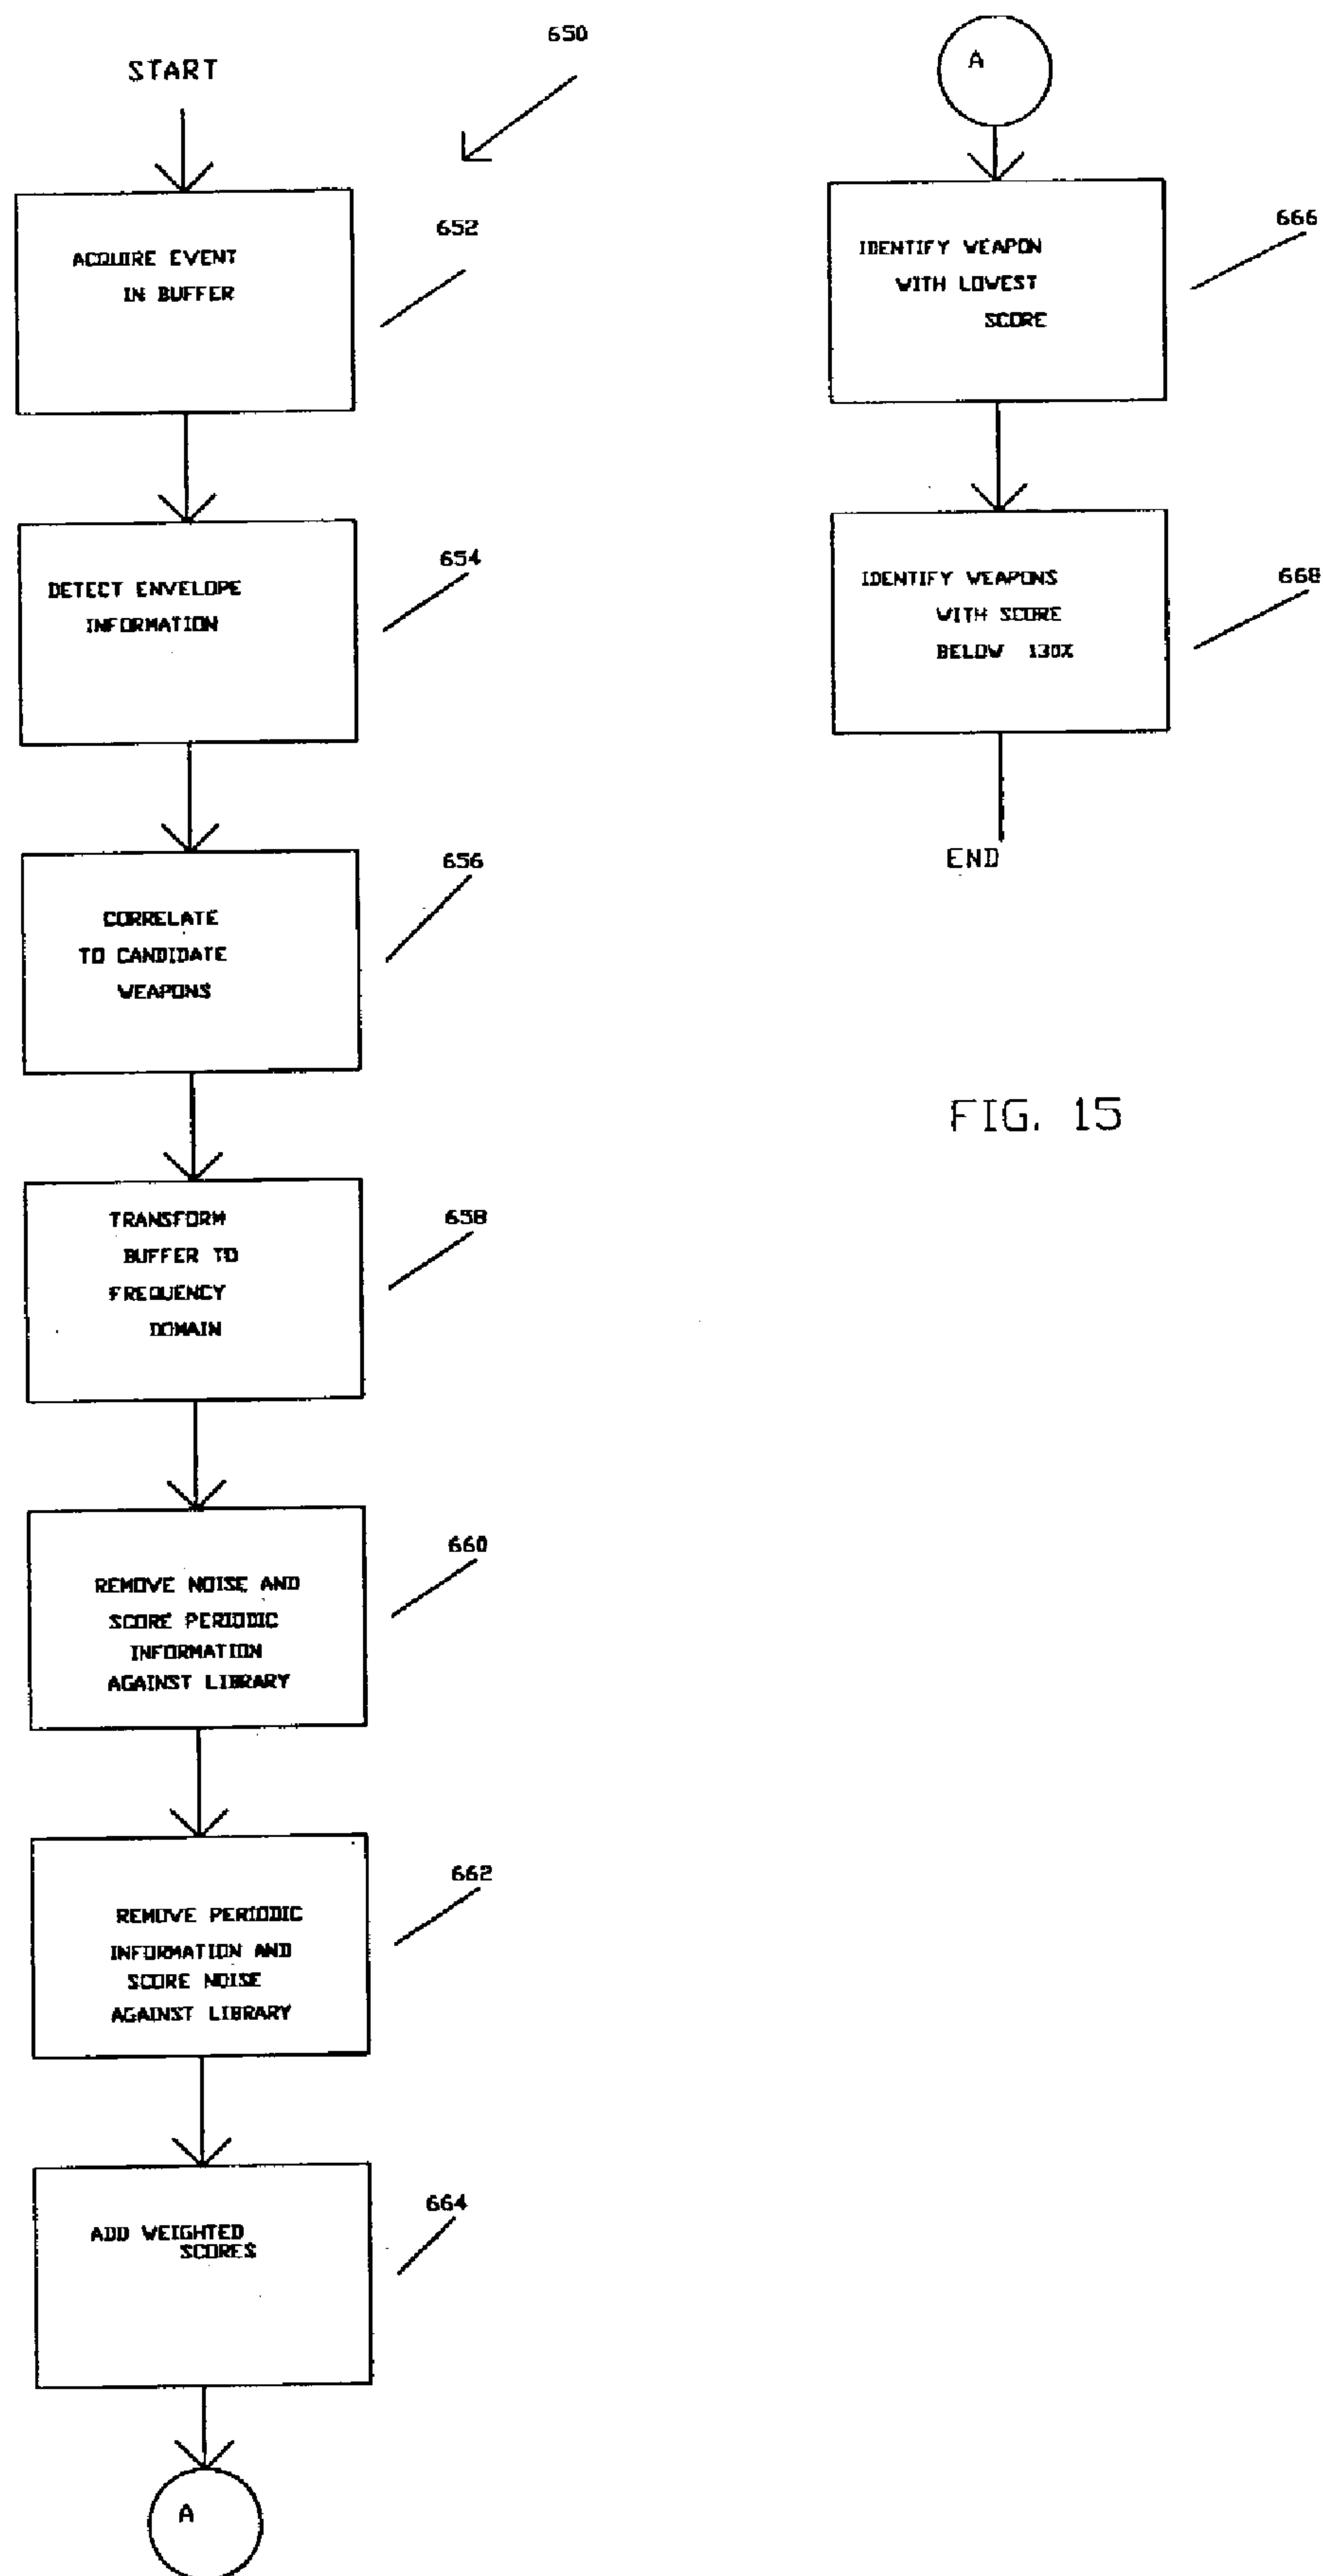 START
650
ACQUIRE EVENT
IN BUFFER
652
DETECT ENVELOPE
INFORMATION
654
CORRELATE
TO CANDIDATE
WEAPONS
656
TRANSFORM
BUFFER TO
FREQUENCY
DOMAIN
658
REMOVE NOISE AND
SCORE PERIODIC
INFORMATION
AGAINST LIBRARY
660
REMOVE PERIODIC
INFORMATION AND
SCORE NOISE
AGAINST LIBRARY
662
ADD WEIGHTED
SCORES
664
A
A
IDENTIFY WEAPON
WITH LOWEST
SCORE
666
IDENTIFY WEAPONS
WITH SCORE
BELOW 130%
668
END
FIG. 15